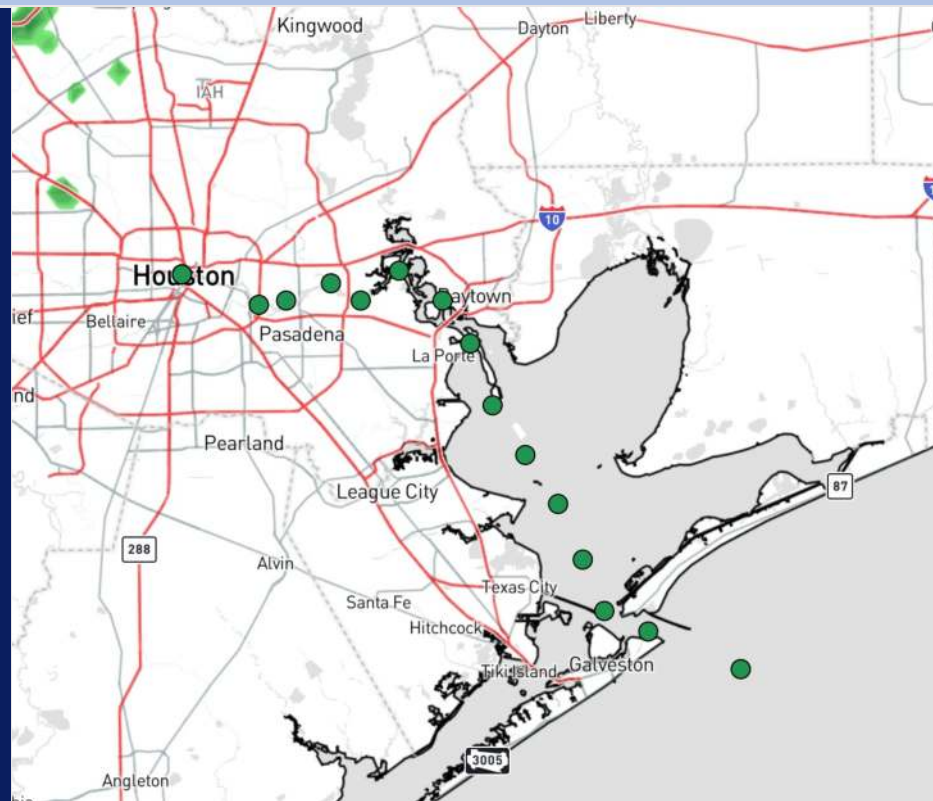 Kingwood
Liberty
Dayton
IAH
10
Houston
Baytown
Bellaire
Pasadena
La Porte
Pearland
League City
87
288
Alvin
Texas City
Santa Fe
Hitchcock
Tiki Island
Galveston
3005
Angleton